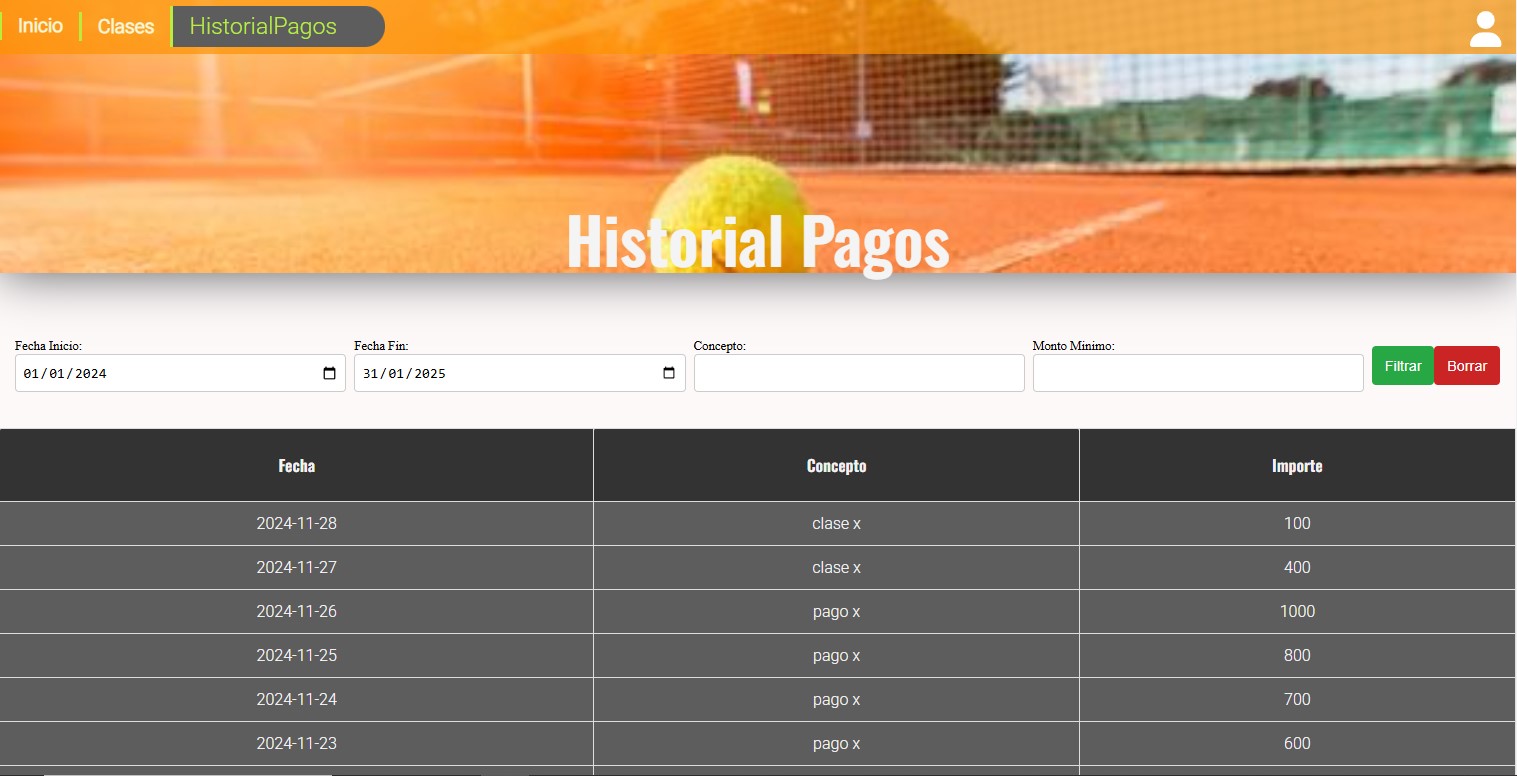 Inicio Clases HistorialPagos
Historial Pagos
Fecha Inicio: Fecha Fin: Concepto: Monto Mínimo:
01/01/2024 31/01/2025 Filtrar Borrar
Fecha Concepto Importe
2024-11-28 clase x 100
2024-11-27 clase x 400
2024-11-26 pago x 1000
2024-11-25 pago x 800
2024-11-24 pago x 700
2024-11-23 pago x 600